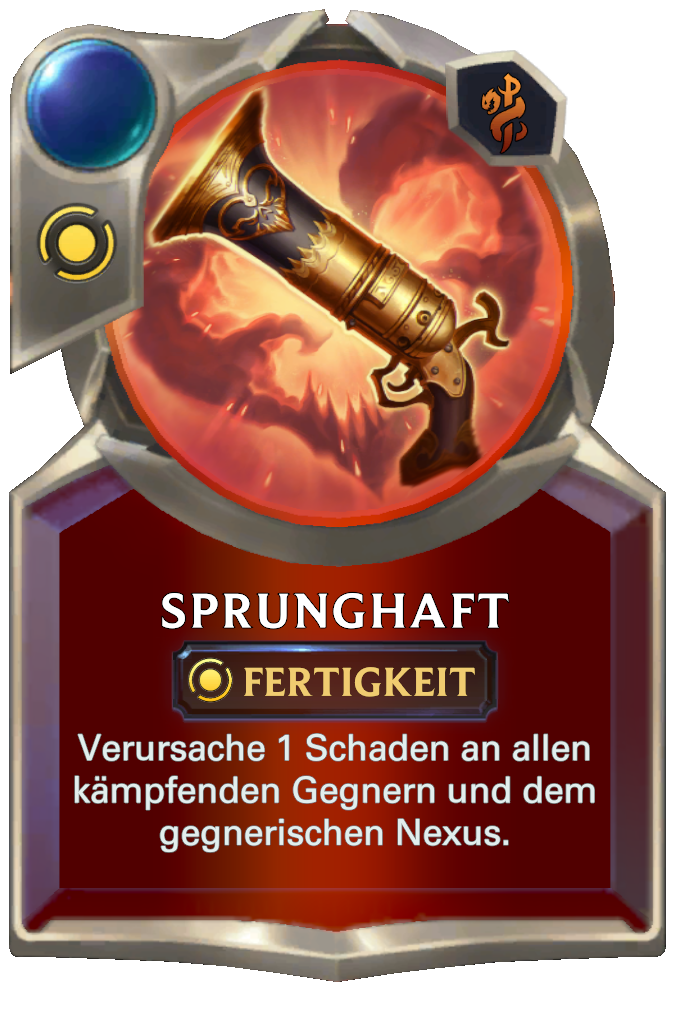 SPRUNGHAFT
FERTIGKEIT
Verursache 1 Schaden an allen
kämpfenden Gegnern und dem
gegnerischen Nexus.